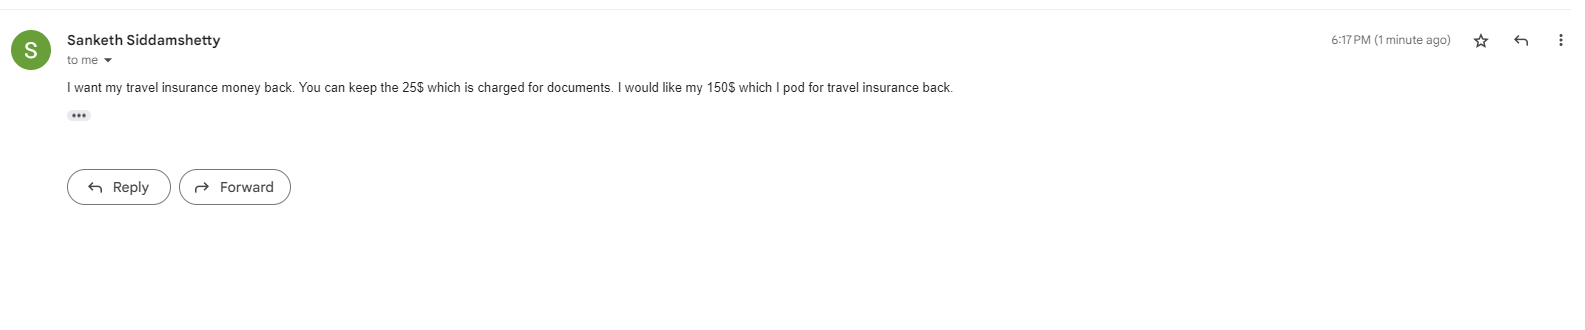 S
Sanketh Siddamshetty
6:17 PM (1 minute ago)
to me
I want my travel insurance money back. You can keep the 25$ which is charged for documents. I would like my 150$ which I pod for travel insurance back.
Reply
Forward